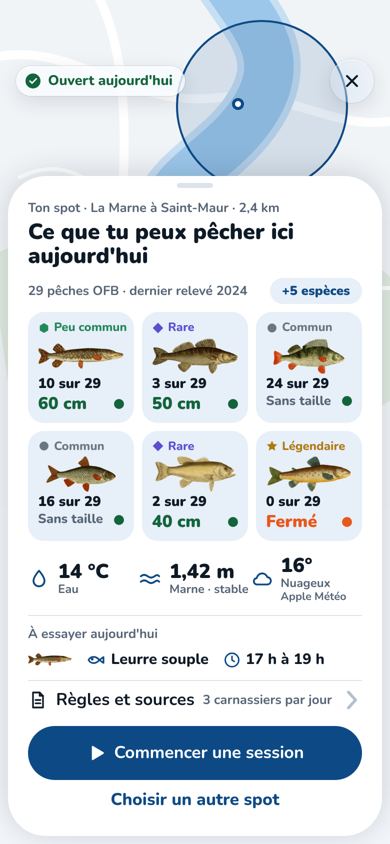 Ouvert aujourd'hui
Ton spot · La Marne à Saint-Maur · 2,4 km
Ce que tu peux pêcher ici
aujourd'hui
29 pêches OFB · dernier relevé 2024
+5 espèces
Peu commun
10 sur 29
60 cm
Rare
3 sur 29
50 cm
Commun
24 sur 29
Sans taille
Commun
16 sur 29
Sans taille
Rare
2 sur 29
40 cm
Légendaire
0 sur 29
Fermé
14 °C
Eau
1,42 m
Marne · stable
16°
Nuageux
Apple Météo
À essayer aujourd'hui
Leurre souple
17 h à 19 h
Règles et sources
3 carnassiers par jour
Commencer une session
Choisir un autre spot